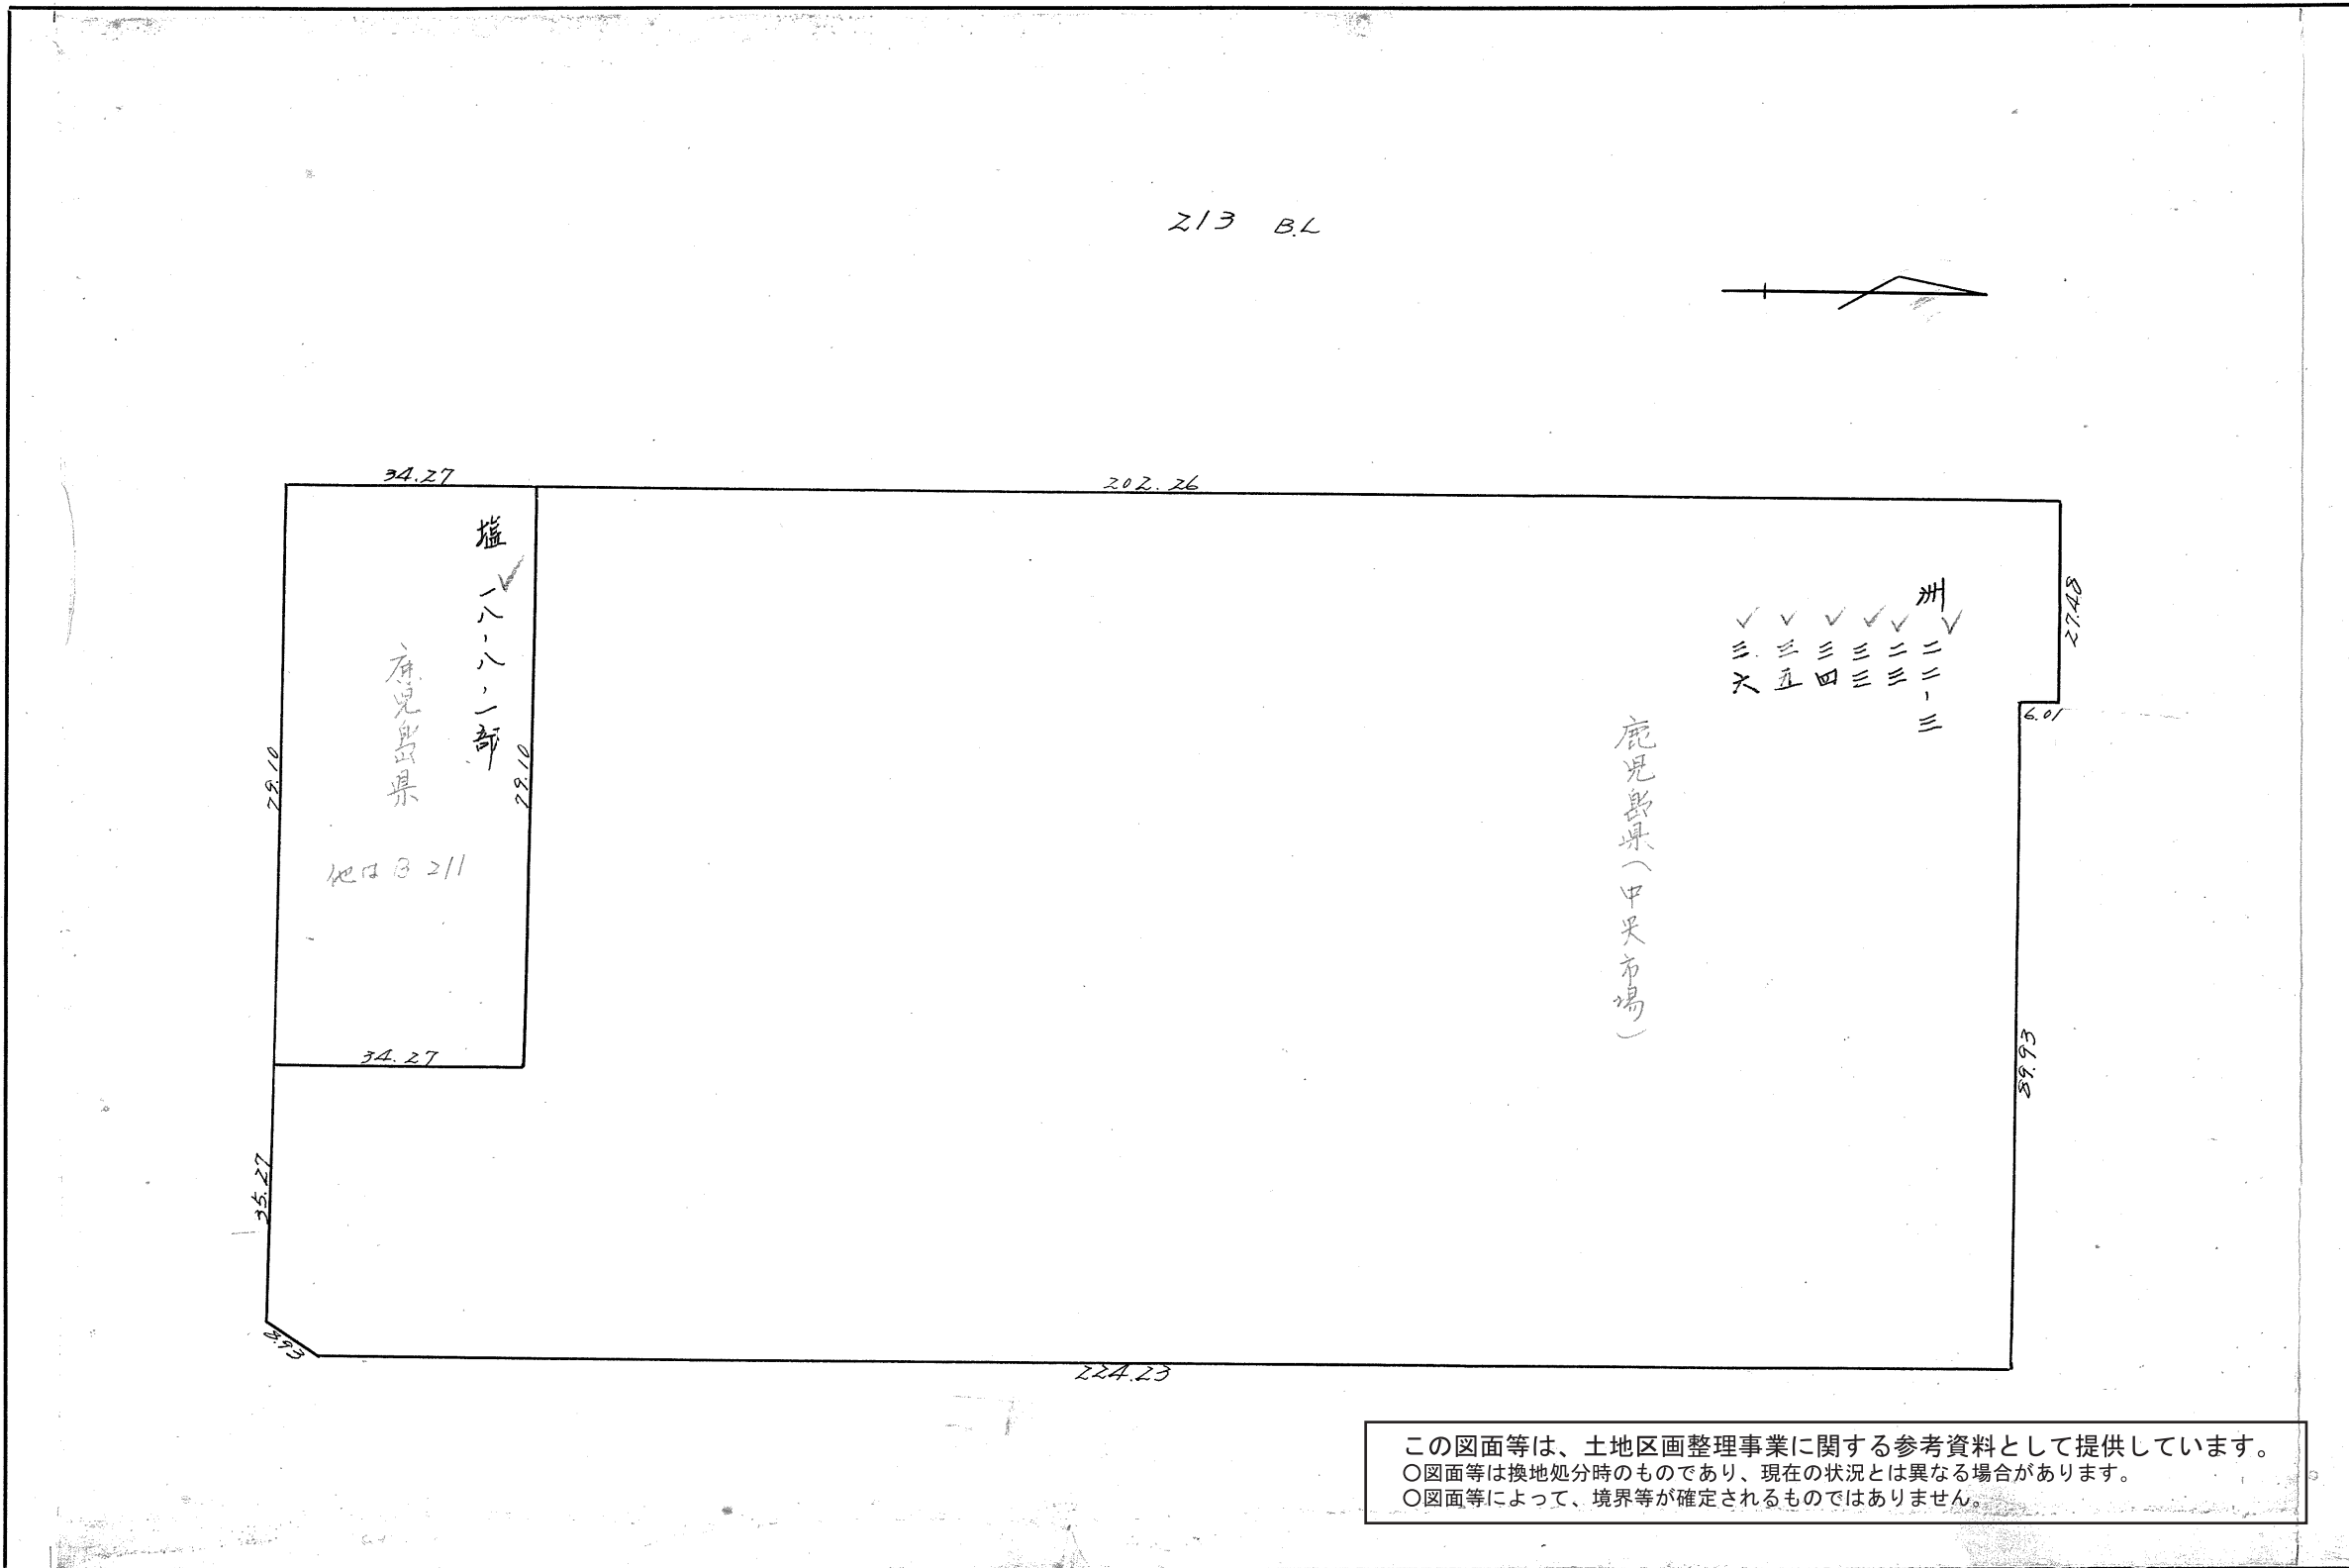 213 B.L
34.27
202.26
27.48
6.01
89.93
224.23
8.93
35.27
79.10
79.10
34.27
塩 一八-八、一部
鹿児島県
他は B 211
洲 二二-三
二三
三三
三四
三五
三六
鹿児島県(中央市場)
この図面等は、土地区画整理事業に関する参考資料として提供しています。
○図面等は換地処分時のものであり、現在の状況とは異なる場合があります。
○図面等によって、境界等が確定されるものではありません。